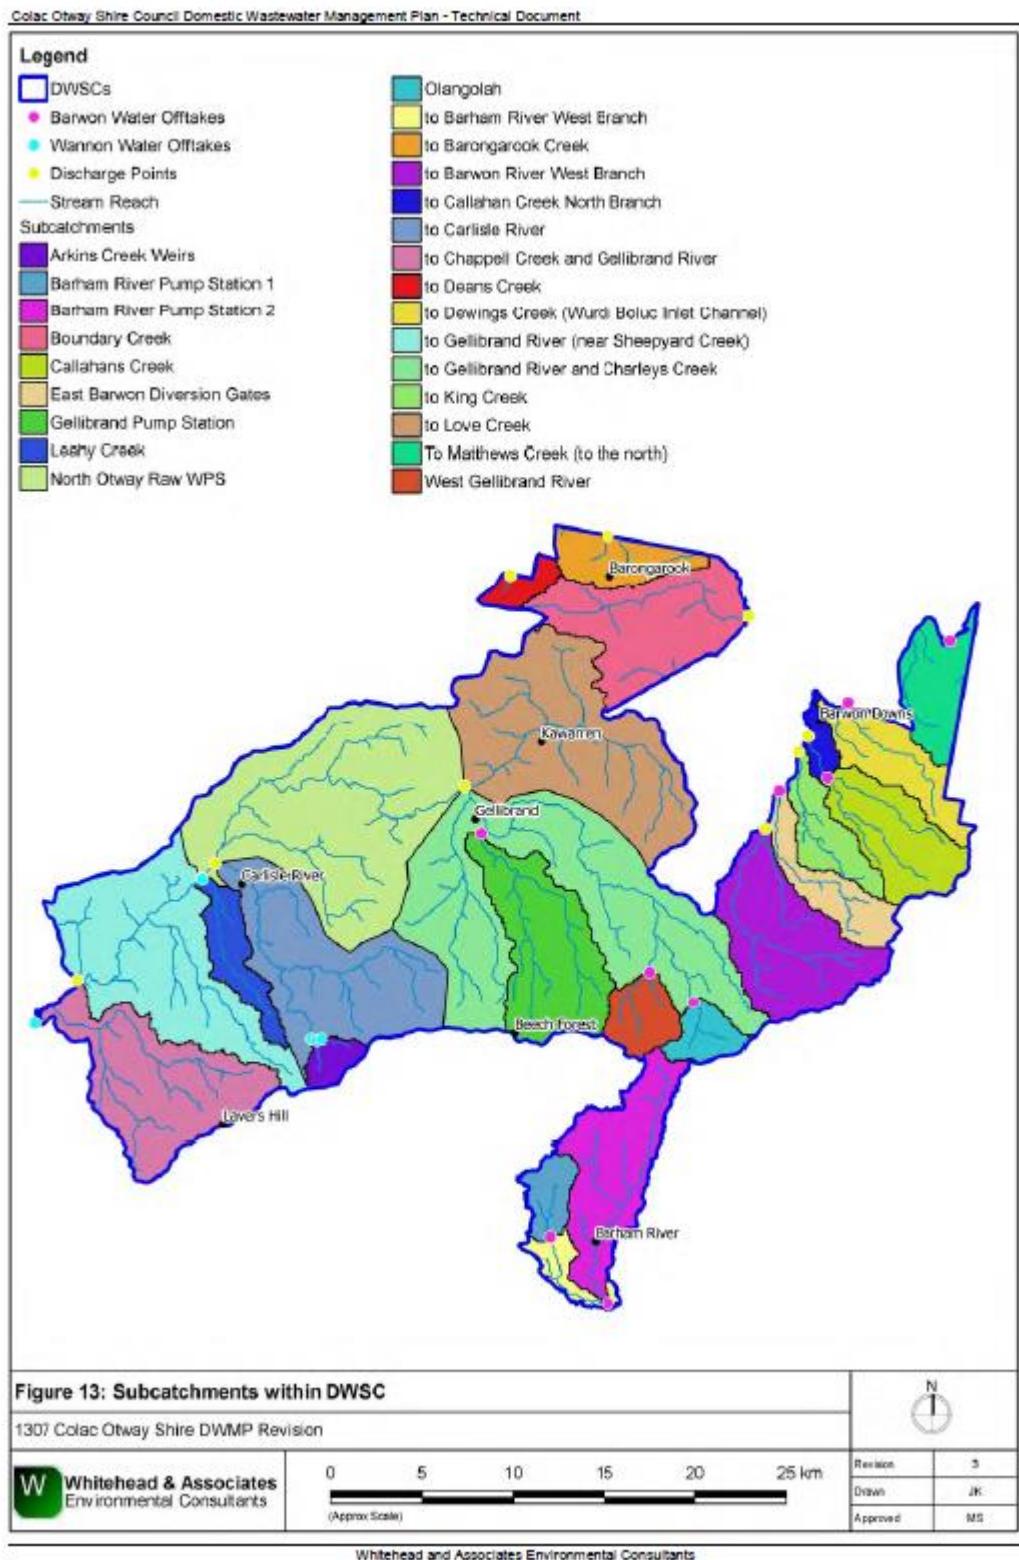 Colac Otway Shire Council Domestic Wastewater Management Plan - Technical Document
Legend
DWSCs
Barwon Water Offtakes
Wannon Water Offtakes
Discharge Points
Stream Reach
Subcatchments
Arkins Creek Weirs
Barham River Pump Station 1
Barham River Pump Station 2
Boundary Creek
Callahans Creek
East Barwon Diversion Gates
Gellibrand Pump Station
Leahy Creek
North Otway Raw WPS
Olangolah
to Barham River West Branch
to Barongarook Creek
to Barwon River West Branch
to Callahan Creek North Branch
to Carlisle River
to Chappell Creek and Gellibrand River
to Deans Creek
to Dewings Creek (Wurdi Boluc Inlet Channel)
to Gellibrand River (near Sheepyard Creek)
to Gellibrand River and Charleys Creek
to King Creek
to Love Creek
To Matthews Creek (to the north)
West Gellibrand River
Barongarook
Barwon Downs
Kawarren
Gellibrand
Carlisle River
Beech Forest
Lavers Hill
Barham River
Figure 13: Subcatchments within DWSC
N
1307 Colac Otway Shire DWMP Revision
W
Whitehead & Associates
Environmental Consultants
0 5 10 15 20 25 km
(Approx Scale)
Revision 3
Drawn JK
Approved MS
Whitehead and Associates Environmental Consultants